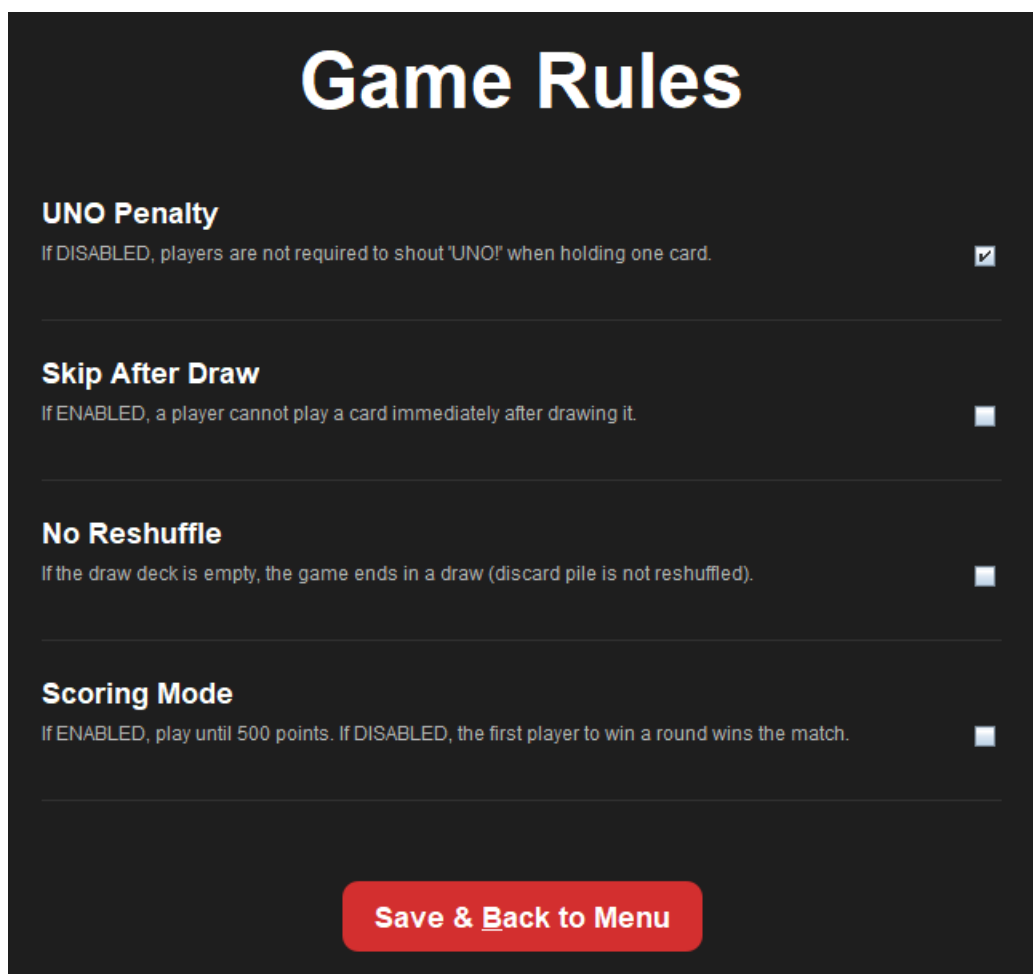 Game Rules
UNO Penalty
If DISABLED, players are not required to shout 'UNO!' when holding one card.
Skip After Draw
If ENABLED, a player cannot play a card immediately after drawing it.
No Reshuffle
If the draw deck is empty, the game ends in a draw (discard pile is not reshuffled).
Scoring Mode
If ENABLED, play until 500 points. If DISABLED, the first player to win a round wins the match.
Save & Back to Menu